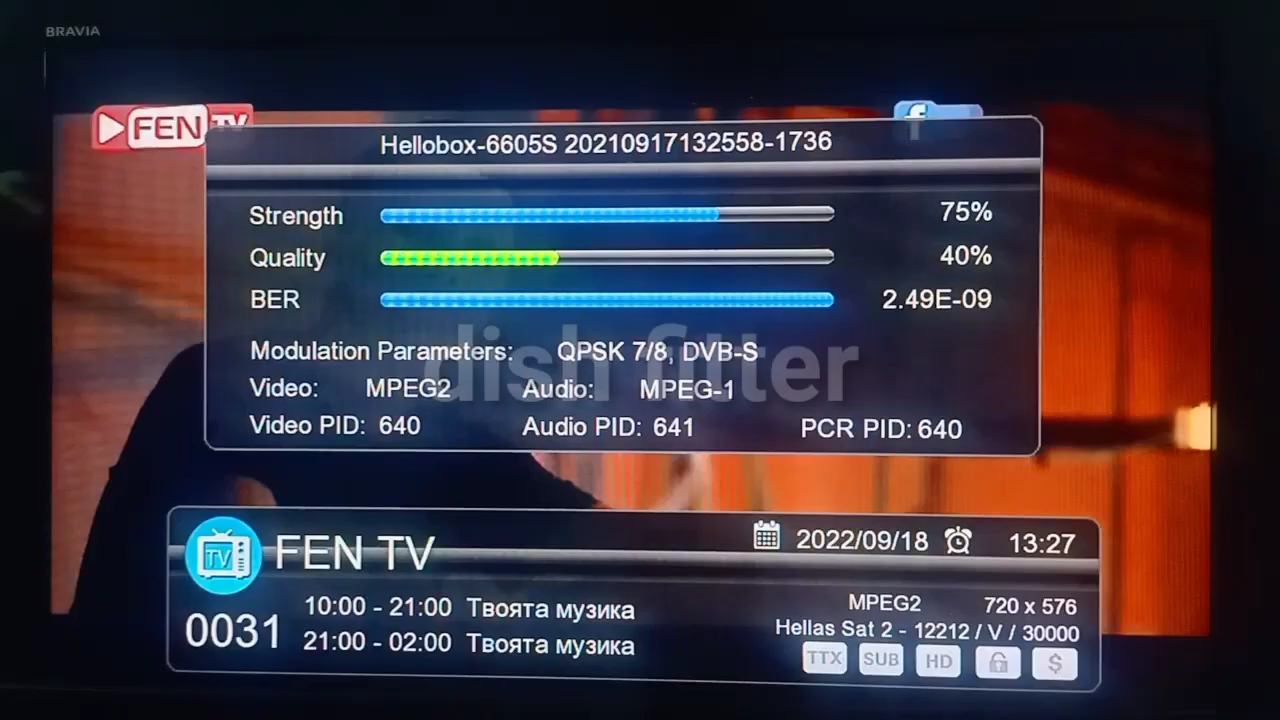 BRAVIA
FEN TV
f
Hellobox-6605S 20210917132558-1736
Strength 75%
Quality 40%
BER 2.49E-09
dish fitter
Modulation Parameters: QPSK 7/8, DVB-S
Video: MPEG2 Audio: MPEG-1
Video PID: 640 Audio PID: 641 PCR PID: 640
TV FEN TV 2022/09/18 13:27
0031
10:00 - 21:00 Твоята музика
21:00 - 02:00 Твоята музика
MPEG2 720 x 576
Hellas Sat 2 - 12212 / V / 30000
TTX SUB HD $